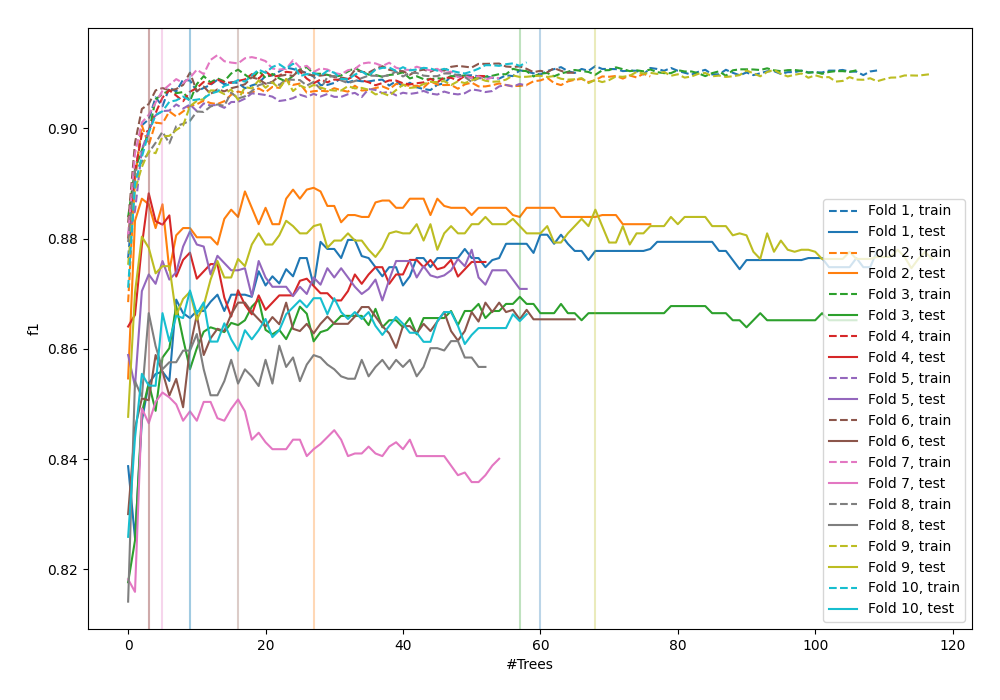 0.90
0.88
0.86
0.84
0.82
f1
0
20
40
60
80
100
120
#Trees
Fold 1, train
Fold 1, test
Fold 2, train
Fold 2, test
Fold 3, train
Fold 3, test
Fold 4, train
Fold 4, test
Fold 5, train
Fold 5, test
Fold 6, train
Fold 6, test
Fold 7, train
Fold 7, test
Fold 8, train
Fold 8, test
Fold 9, train
Fold 9, test
Fold 10, train
Fold 10, test